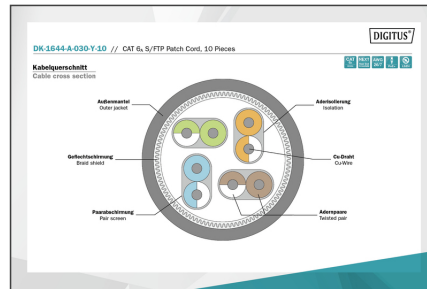 DIGITUS®
DK-1644-A-030-Y-10 // CAT 6A S/FTP Patch Cord, 10 Pieces
Kabelquerschnitt
Cable cross section
Außenmantel
Outer jacket
Aderisolierung
Isolation
Geflechtschirmung
Braid shield
Cu-Draht
Cu-Wire
Paarabschirmung
Pair screen
Adernpaare
Twisted pair